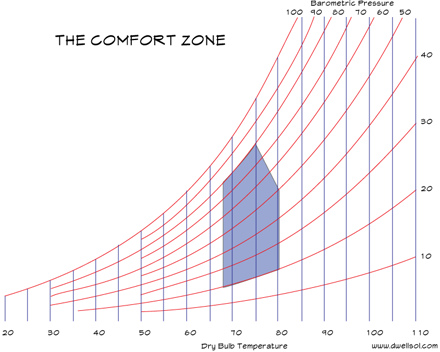 Barometric Pressure
100 90 80 70 60 50
THE COMFORT ZONE
40
30
20
10
20 30 40 50 60 70 80 90 100 110
Dry Bulb Temperature
www.dwellsol.com